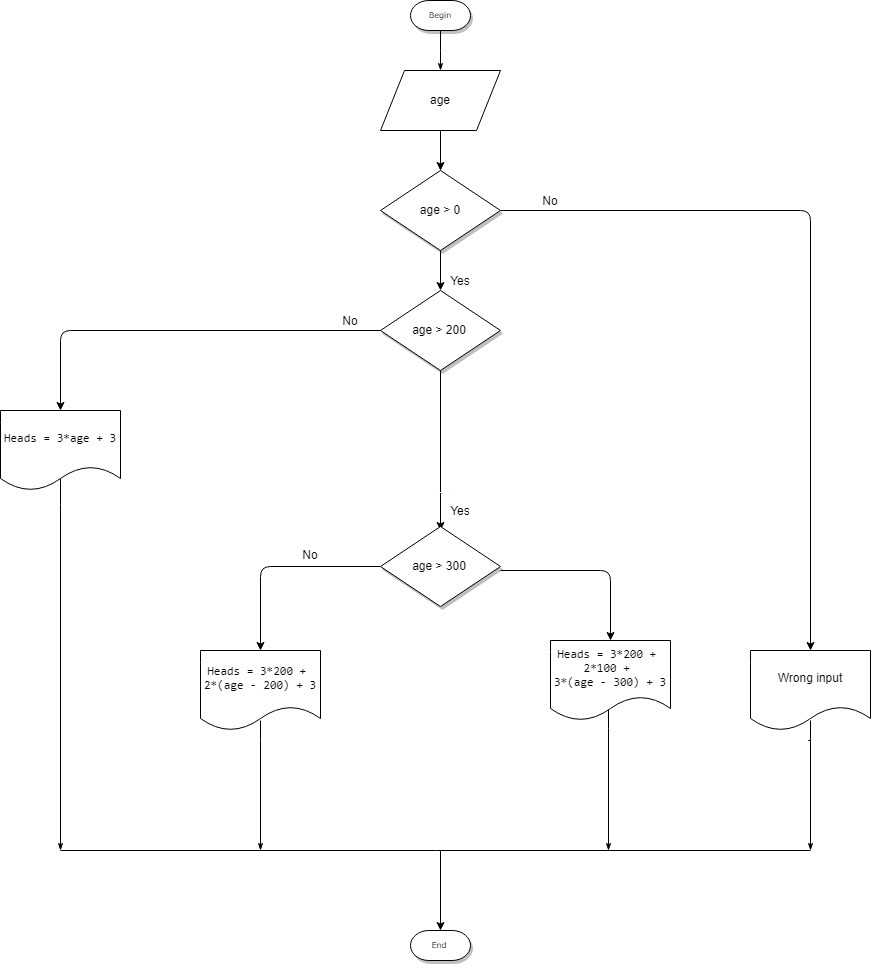 Begin
age
age > 0
No
Yes
age > 200
No
Heads = 3*age + 3
Yes
age > 300
No
Heads = 3*200 +
2*(age - 200) + 3
Heads = 3*200 +
2*100 +
3*(age - 300) + 3
Wrong input
End